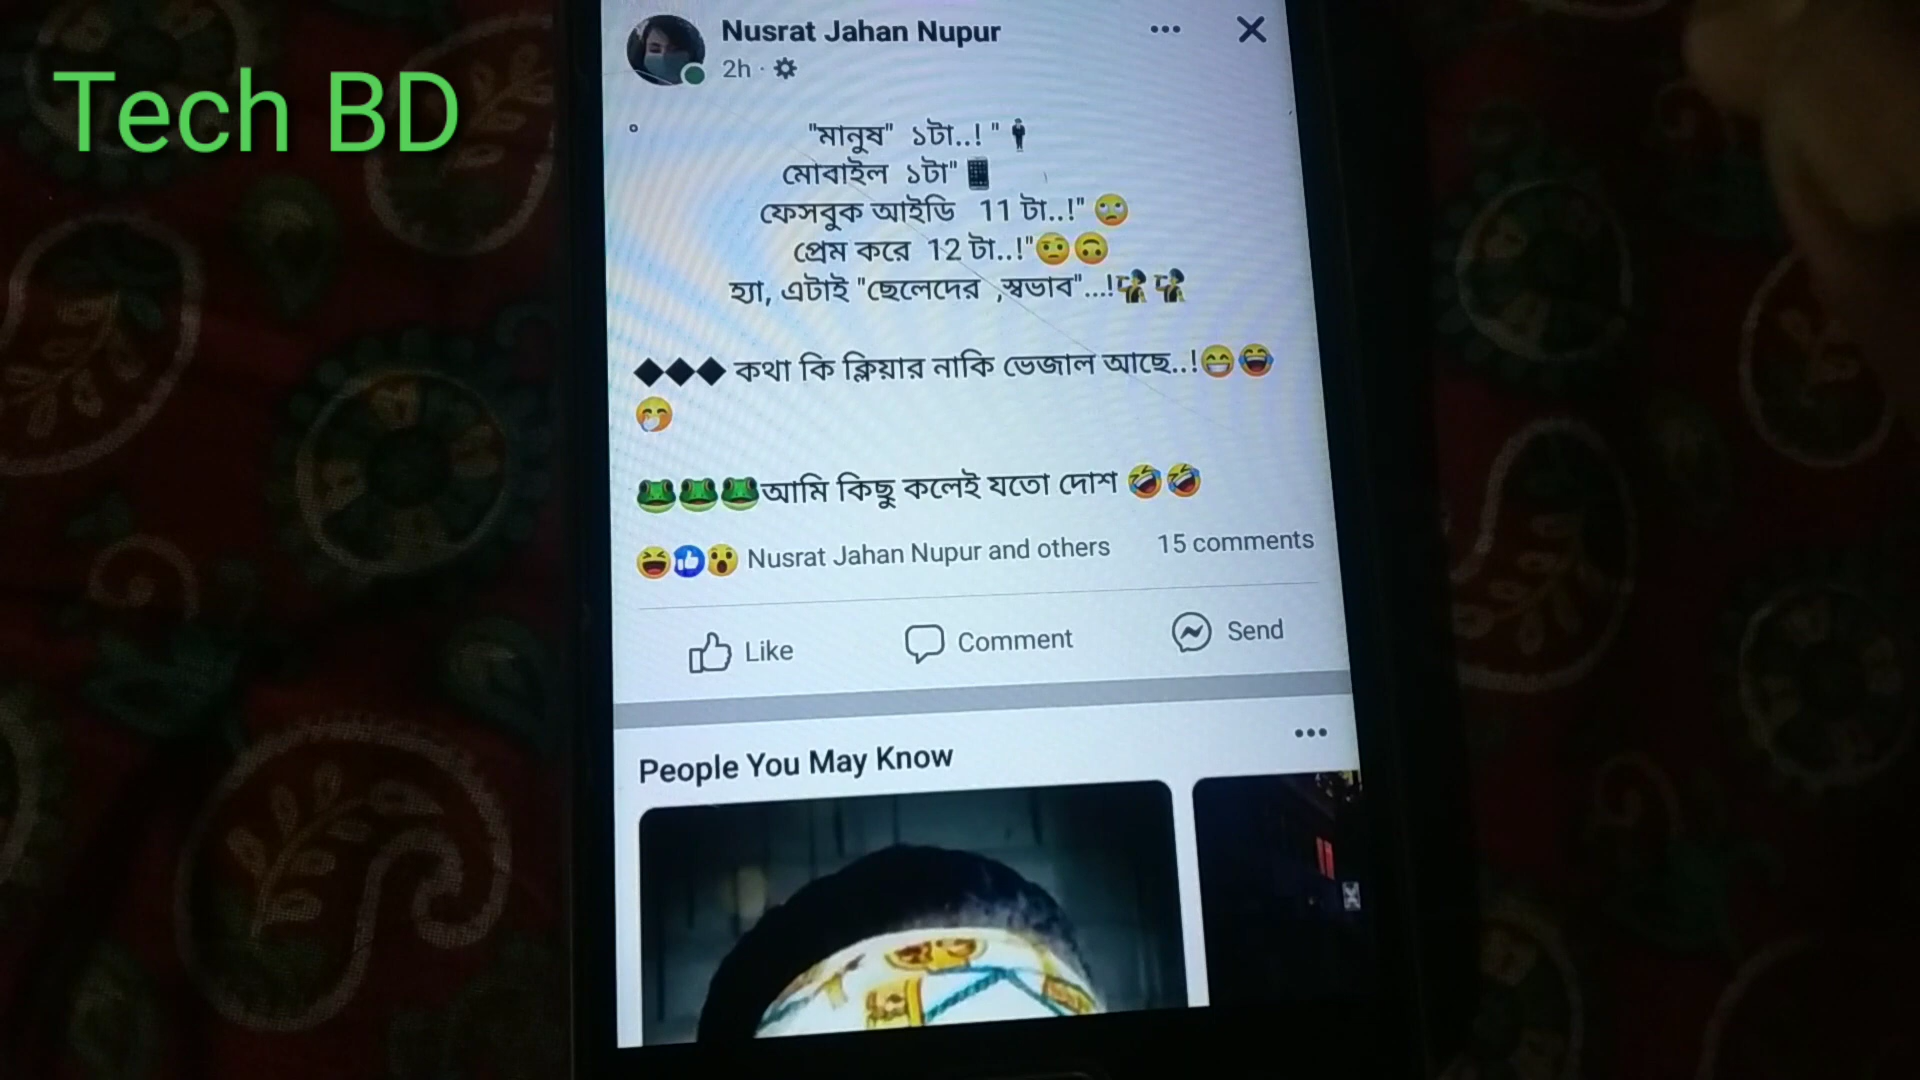 Tech BD
Nusrat Jahan Nupur
2h ·
"মানুষ" ১টা..! "🕴
মোবাইল ১টা"📱
ফেসবুক আইডি 11 টা..!" 🙄
প্রেম করে 12 টা..!"🤨🙃
হ্যা, এটাই "ছেলেদের ,স্বভাব"...!
◆◆◆ কথা কি ক্লিয়ার নাকি ভেজাল আছে..!😁😂
🤭
🐸🐸🐸আমি কিছু কলেই যতো দোশ 🤣🤣
Nusrat Jahan Nupur and others 15 comments
Like Comment Send
People You May Know